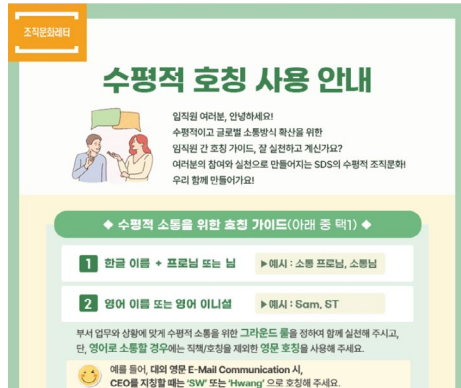 조직문화레터
수평적 호칭 사용 안내
임직원 여러분, 안녕하세요!
수평적이고 글로벌 소통방식 확산을 위한
임직원 간 호칭 가이드, 잘 실천하고 계신가요?
여러분의 참여와 실천으로 만들어지는 SDS의 수평적 조직문화!
우리 함께 만들어가요!
◆ 수평적 소통을 위한 호칭 가이드(아래 중 택1) ◆
1 한글 이름 + 프로님 또는 님 ▶예시 : 소통 프로님, 소통님
2 영어 이름 또는 영어 이니셜 ▶예시 : Sam, ST
부서 업무와 상황에 맞게 수평적 소통을 위한 그라운드 룰을 정하여 함께 실천해 주시고,
단, 영어로 소통할 경우에는 직책/호칭을 제외한 영문 호칭을 사용해 주세요.
예를 들어, 대외 영문 E-Mail Communication 시,
CEO를 지칭할 때는 ‘SW’ 또는 ‘Hwang’ 으로 호칭해 주세요.